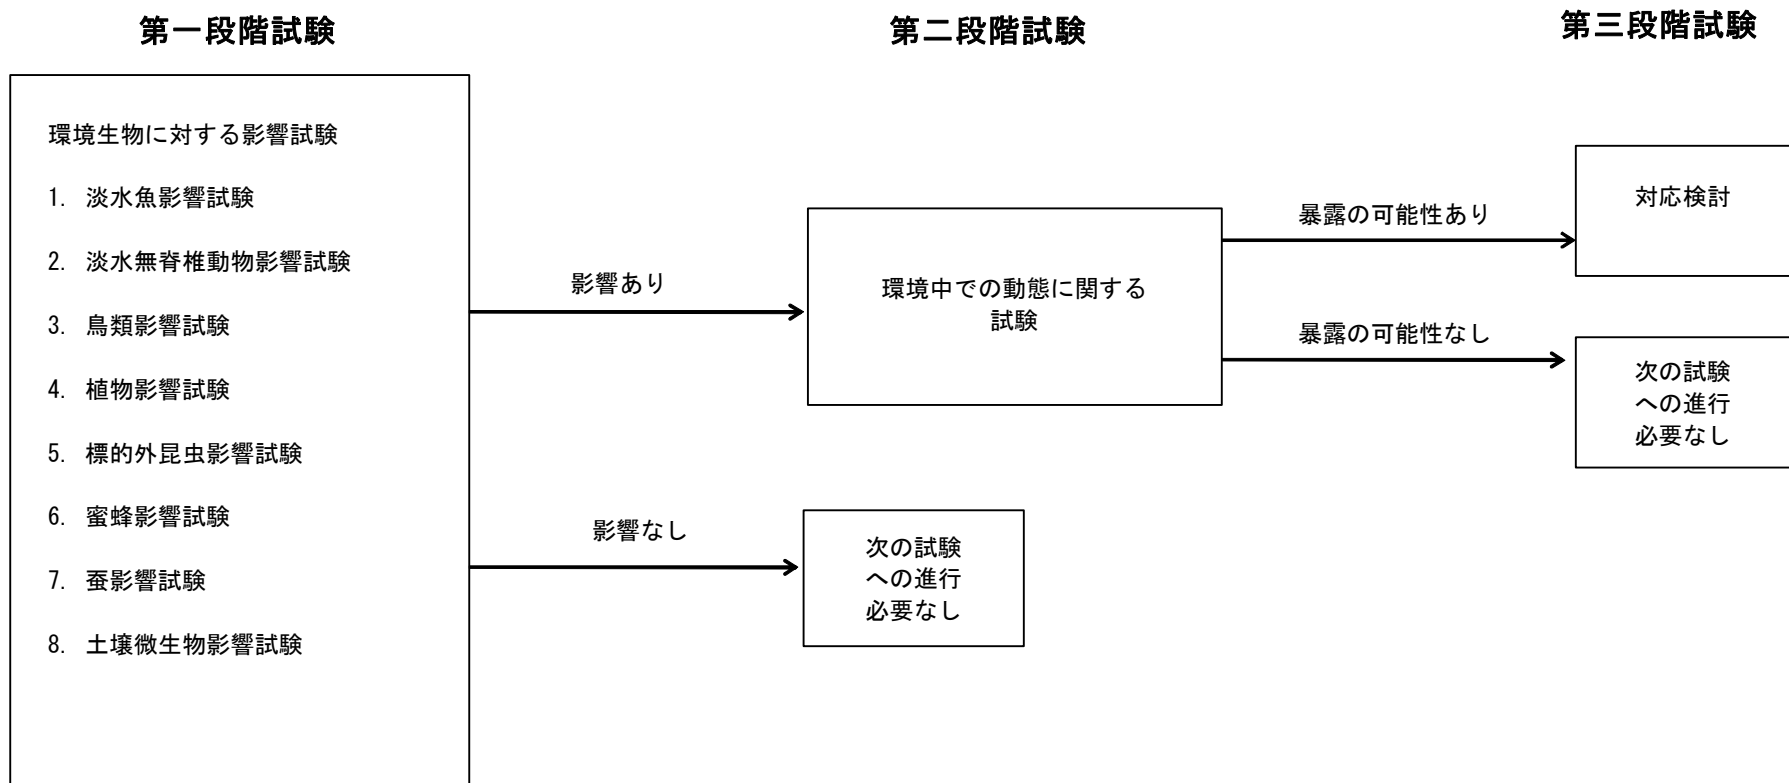 第一段階試験
第二段階試験
第三段階試験
環境生物に対する影響試験
1. 淡水魚影響試験
2. 淡水無脊椎動物影響試験
3. 鳥類影響試験
4. 植物影響試験
5. 標的外昆虫影響試験
6. 蜜蜂影響試験
7. 蚕影響試験
8. 土壌微生物影響試験
影響あり
影響なし
環境中での動態に関する
試験
次の試験
への進行
必要なし
暴露の可能性あり
暴露の可能性なし
対応検討
次の試験
への進行
必要なし